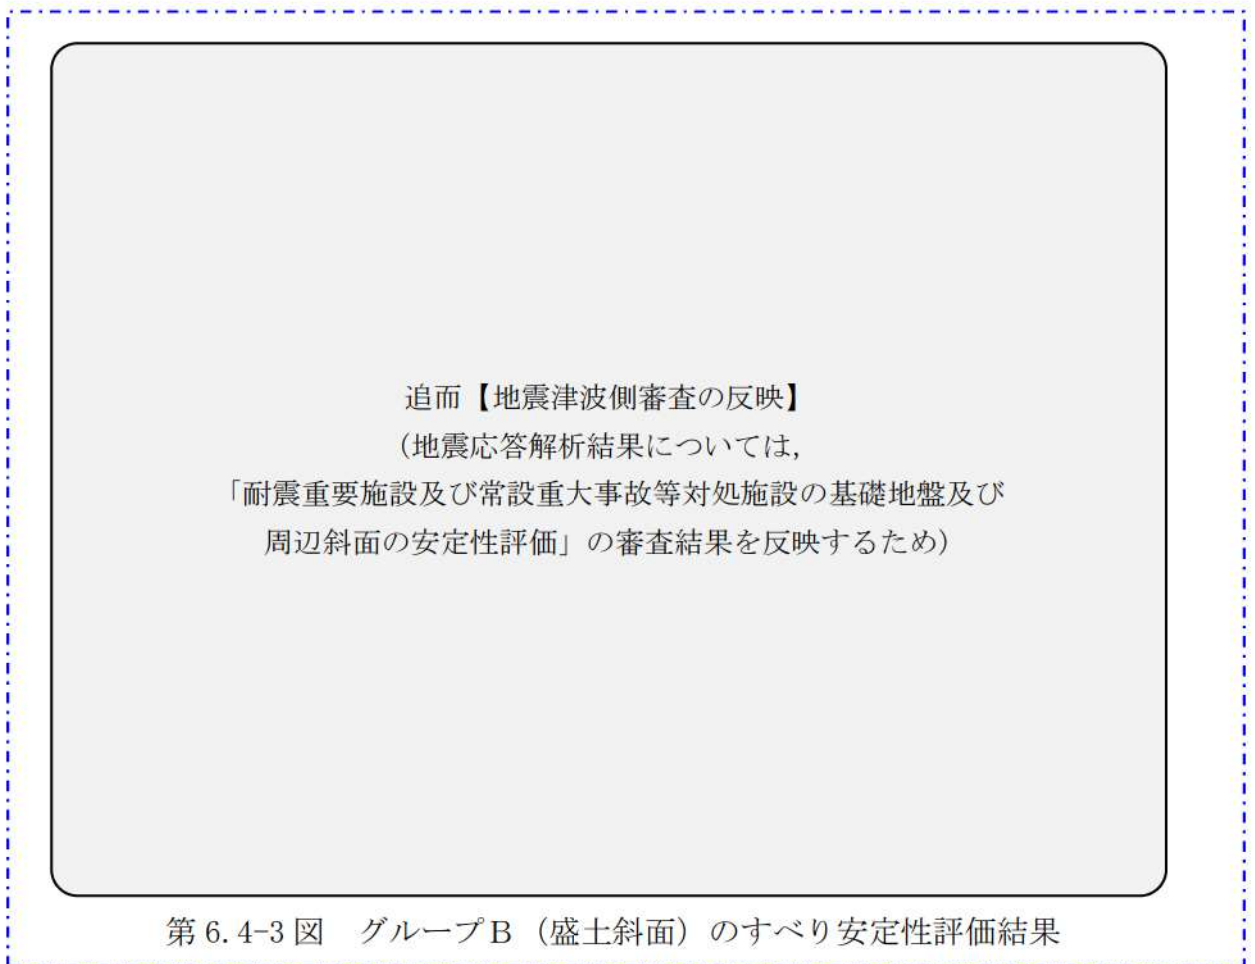 追而【地震津波側審査の反映】
（地震応答解析結果については，
「耐震重要施設及び常設重大事故等対処施設の基礎地盤及び
周辺斜面の安定性評価」の審査結果を反映するため）
第 6.4-3 図　グループＢ（盛土斜面）のすべり安定性評価結果